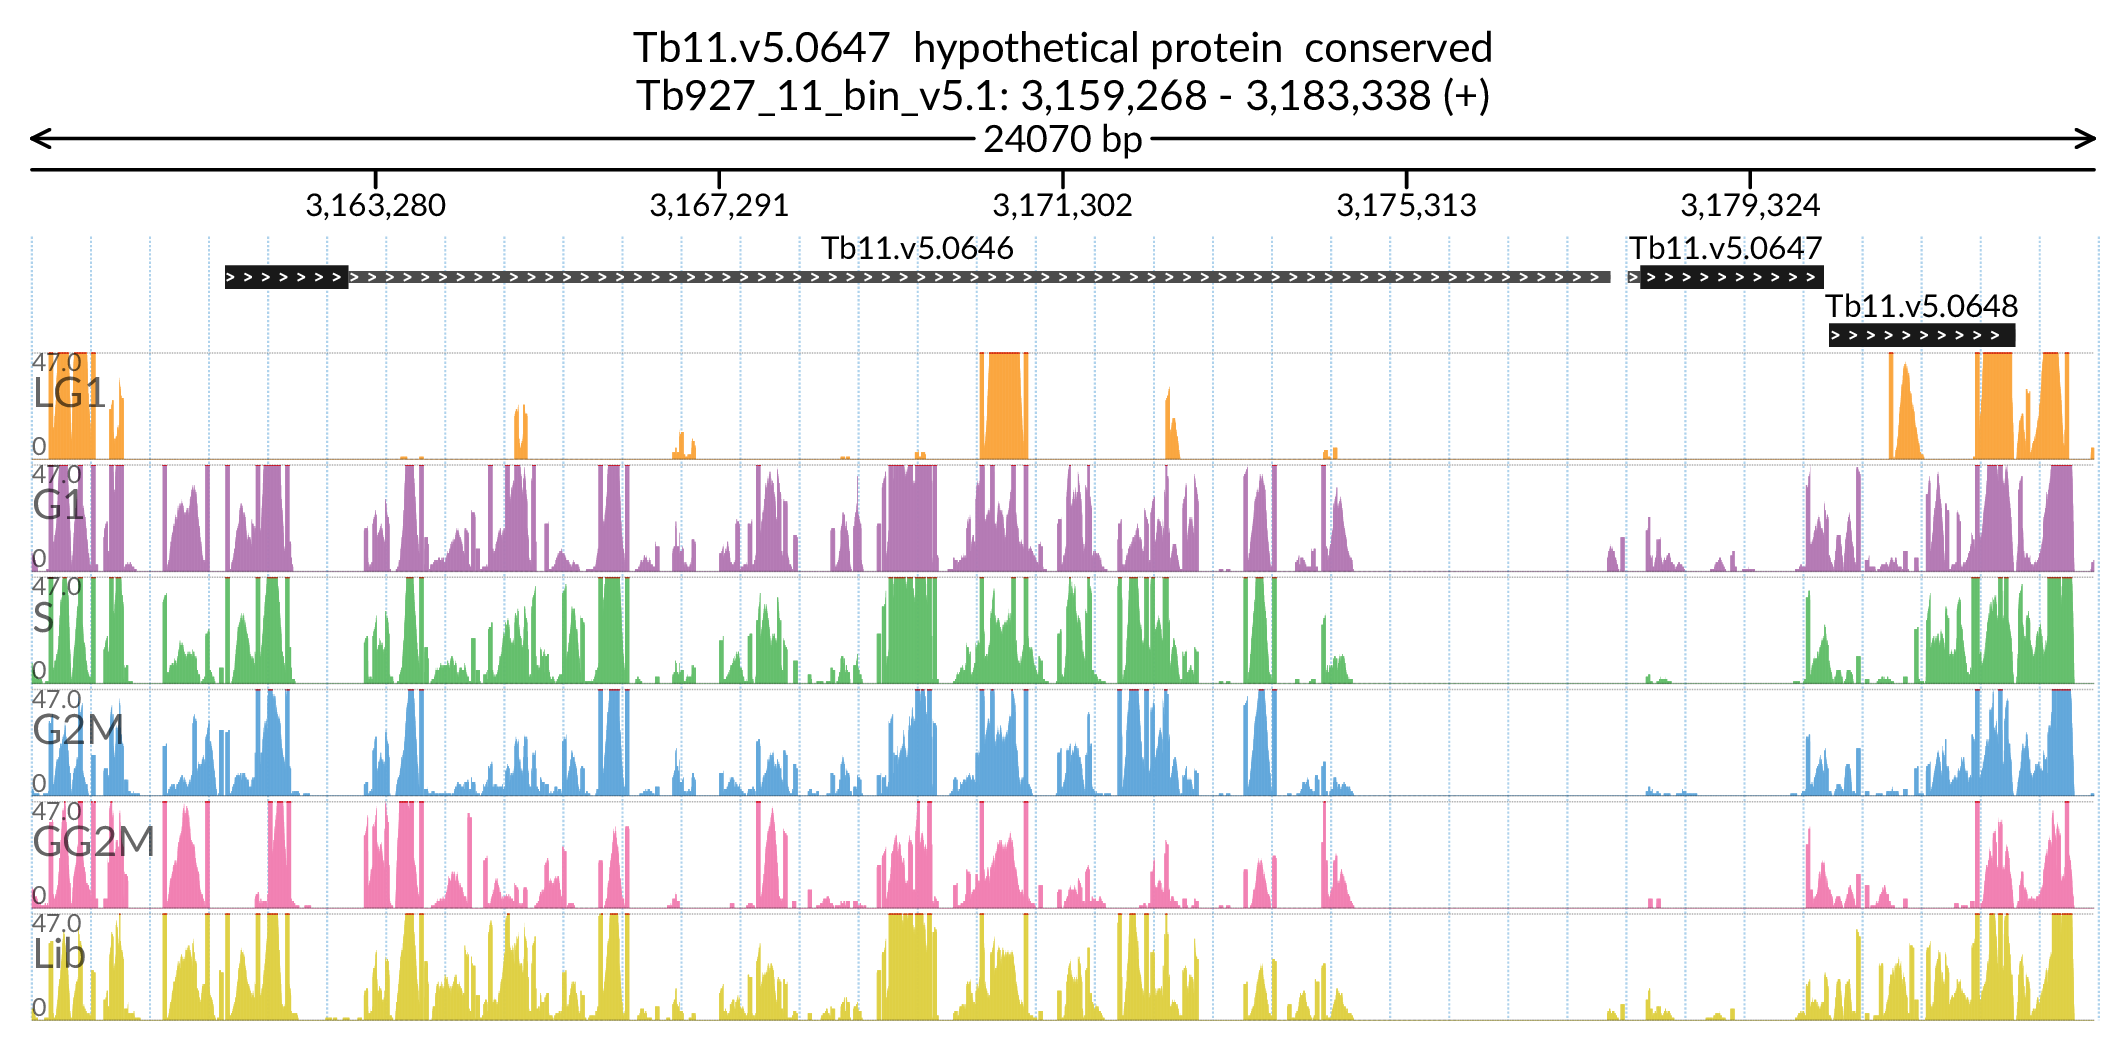 Tb11.v5.0647 hypothetical protein conserved
Tb927_11_bin_v5.1: 3,159,268 - 3,183,338 (+)
24070 bp
3,163,280 3,167,291 3,171,302 3,175,313 3,179,324
Tb11.v5.0646 Tb11.v5.0647
Tb11.v5.0648
47.0
LG1
0
47.0
G1
0
47.0
S
0
47.0
G2M
0
47.0
GG2M
0
47.0
Lib
0